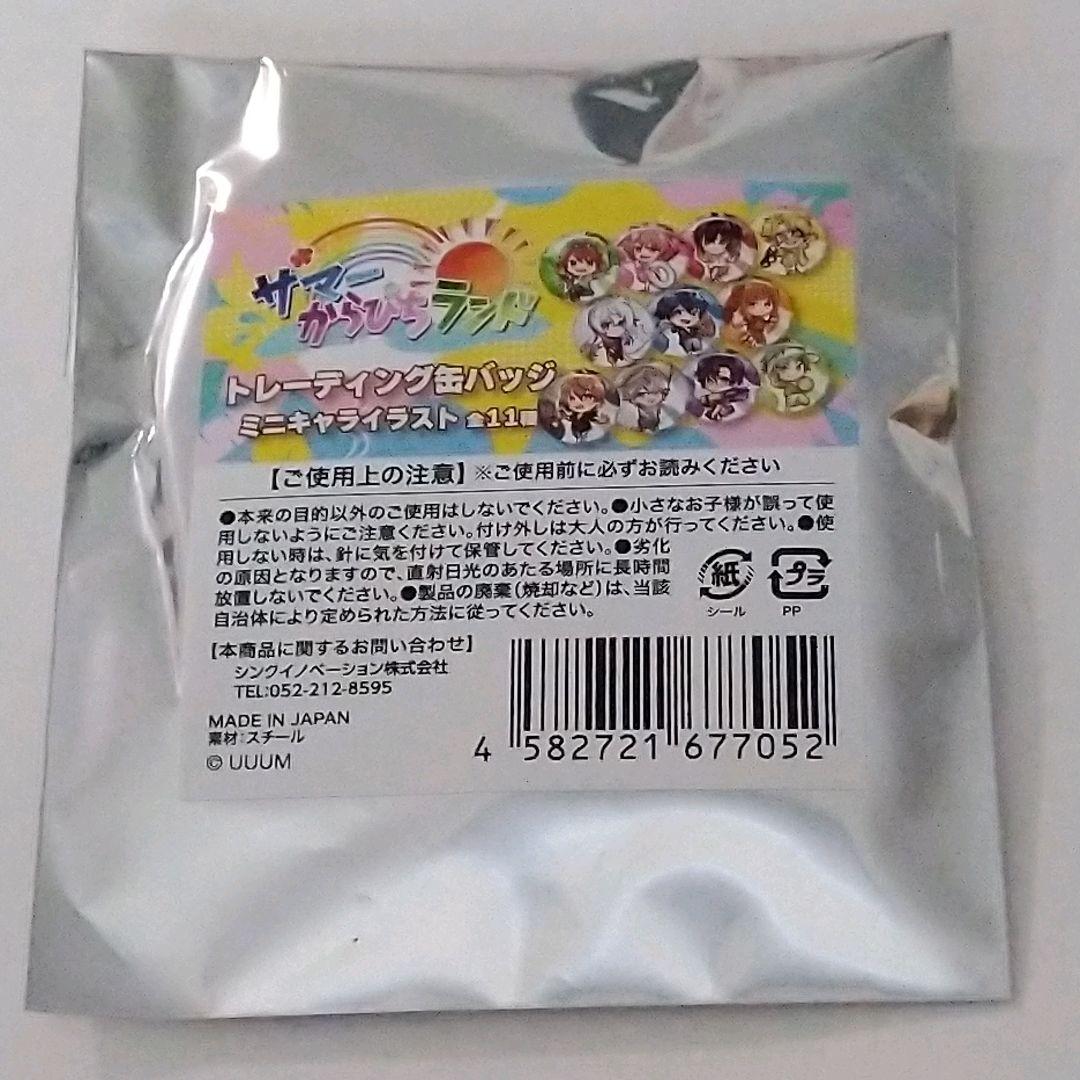 サマー
からぴちランド
トレーディング缶バッジ
ミニキャライラスト 全11種
【ご使用上の注意】※ご使用前に必ずお読みください
●本来の目的以外のご使用はしないでください。●小さなお子様が誤って使
用しないようにご注意ください。付け外しは大人の方が行ってください。●使
用しない時は、針に気を付けて保管してください。●劣化
の原因となりますので、直射日光のあたる場所に長時間
放置しないでください。●製品の廃棄(焼却など)は、当該
自治体により定められた方法に従ってください。
紙
シール
プラ
PP
【本商品に関するお問い合わせ】
シンクイノベーション株式会社
TEL:052-212-8595
MADE IN JAPAN
素材:スチール
© UUUM
4 582721 677052